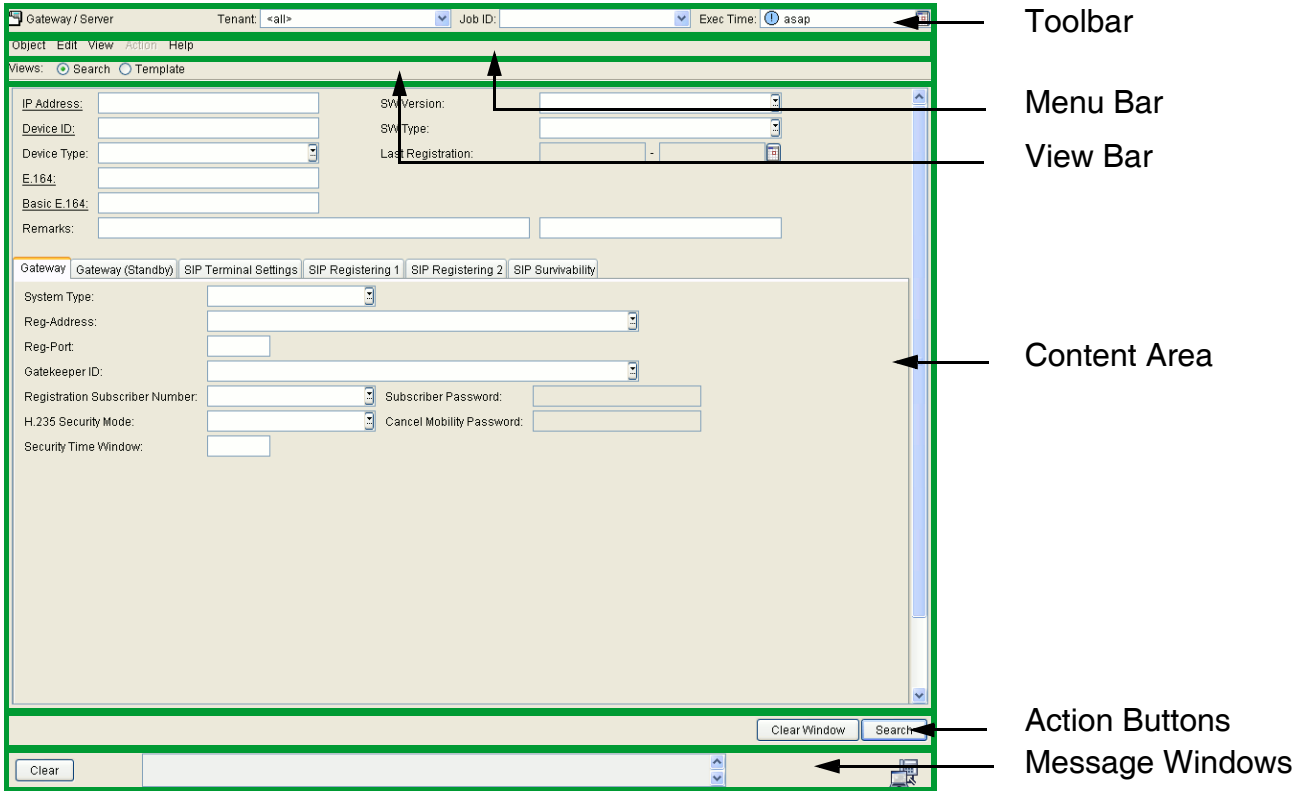 Gateway / Server Tenant: <all> Job ID: Exec Time: asap
Toolbar
Object Edit View Action Help
Views: Search Template
Menu Bar
View Bar
IP Address: SW Version:
Device ID: SW Type:
Device Type: Last Registration: -
E.164:
Basic E.164:
Remarks:
Gateway Gateway (Standby) SIP Terminal Settings SIP Registering 1 SIP Registering 2 SIP Survivability
System Type:
Reg-Address:
Reg-Port:
Content Area
Gatekeeper ID:
Registration Subscriber Number: Subscriber Password:
H.235 Security Mode: Cancel Mobility Password:
Security Time Window:
Clear Window Search
Action Buttons
Clear
Message Windows